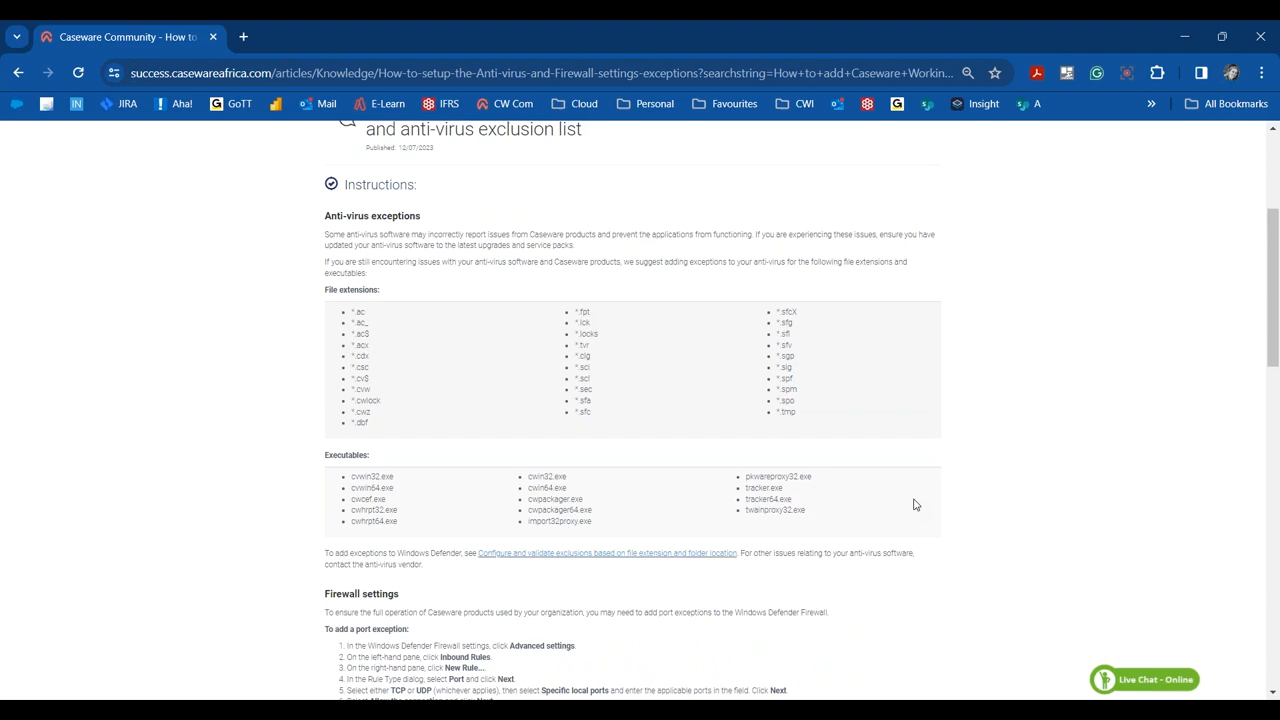 Caseware Community - How to
success.casewareafrica.com/articles/Knowledge/How-to-setup-the-Anti-virus-and-Firewall-settings-exceptions?searchstring=How+to+add+Caseware+Workin...
IN
JIRA
Aha!
GoTT
Mail
E-Learn
IFRS
CW Com
Cloud
Personal
Favourites
CWI
Insight
A
All Bookmarks
and anti-virus exclusion list
Published: 12/07/2023
Instructions:
Anti-virus exceptions
Some anti-virus software may incorrectly report issues from Caseware products and prevent the applications from functioning. If you are experiencing these issues, ensure you have
updated your anti-virus software to the latest upgrades and service packs.
If you are still encountering issues with your anti-virus software and Caseware products, we suggest adding exceptions to your anti-virus for the following file extensions and
executables:
File extensions:
*.ac
*.ac_
*.ac$
*.acx
*.cdx
*.csc
*.cv$
*.cvw
*.cwlock
*.cwz
*.dbf
*.fpt
*.lck
*.locks
*.tvr
*.clg
*.sci
*.scl
*.sec
*.sfa
*.sfc
*.sfcX
*.sfg
*.sfl
*.sfv
*.sgp
*.sig
*.spf
*.spm
*.spo
*.tmp
Executables:
cvwin32.exe
cvwin64.exe
cwcef.exe
cwhrpt32.exe
cwhrpt64.exe
cwin32.exe
cwin64.exe
cwpackager.exe
cwpackager64.exe
import32proxy.exe
pkwareproxy32.exe
tracker.exe
tracker64.exe
twainproxy32.exe
To add exceptions to Windows Defender, see Configure and validate exclusions based on file extension and folder location. For other issues relating to your anti-virus software,
contact the anti-virus vendor.
Firewall settings
To ensure the full operation of Caseware products used by your organization, you may need to add port exceptions to the Windows Defender Firewall.
To add a port exception:
1. In the Windows Defender Firewall settings, click Advanced settings.
2. On the left-hand pane, click Inbound Rules.
3. On the right-hand pane, click New Rule...
4. In the Rule Type dialog, select Port and click Next.
5. Select either TCP or UDP (whichever applies), then select Specific local ports and enter the applicable ports in the field. Click Next.
Live Chat - Online